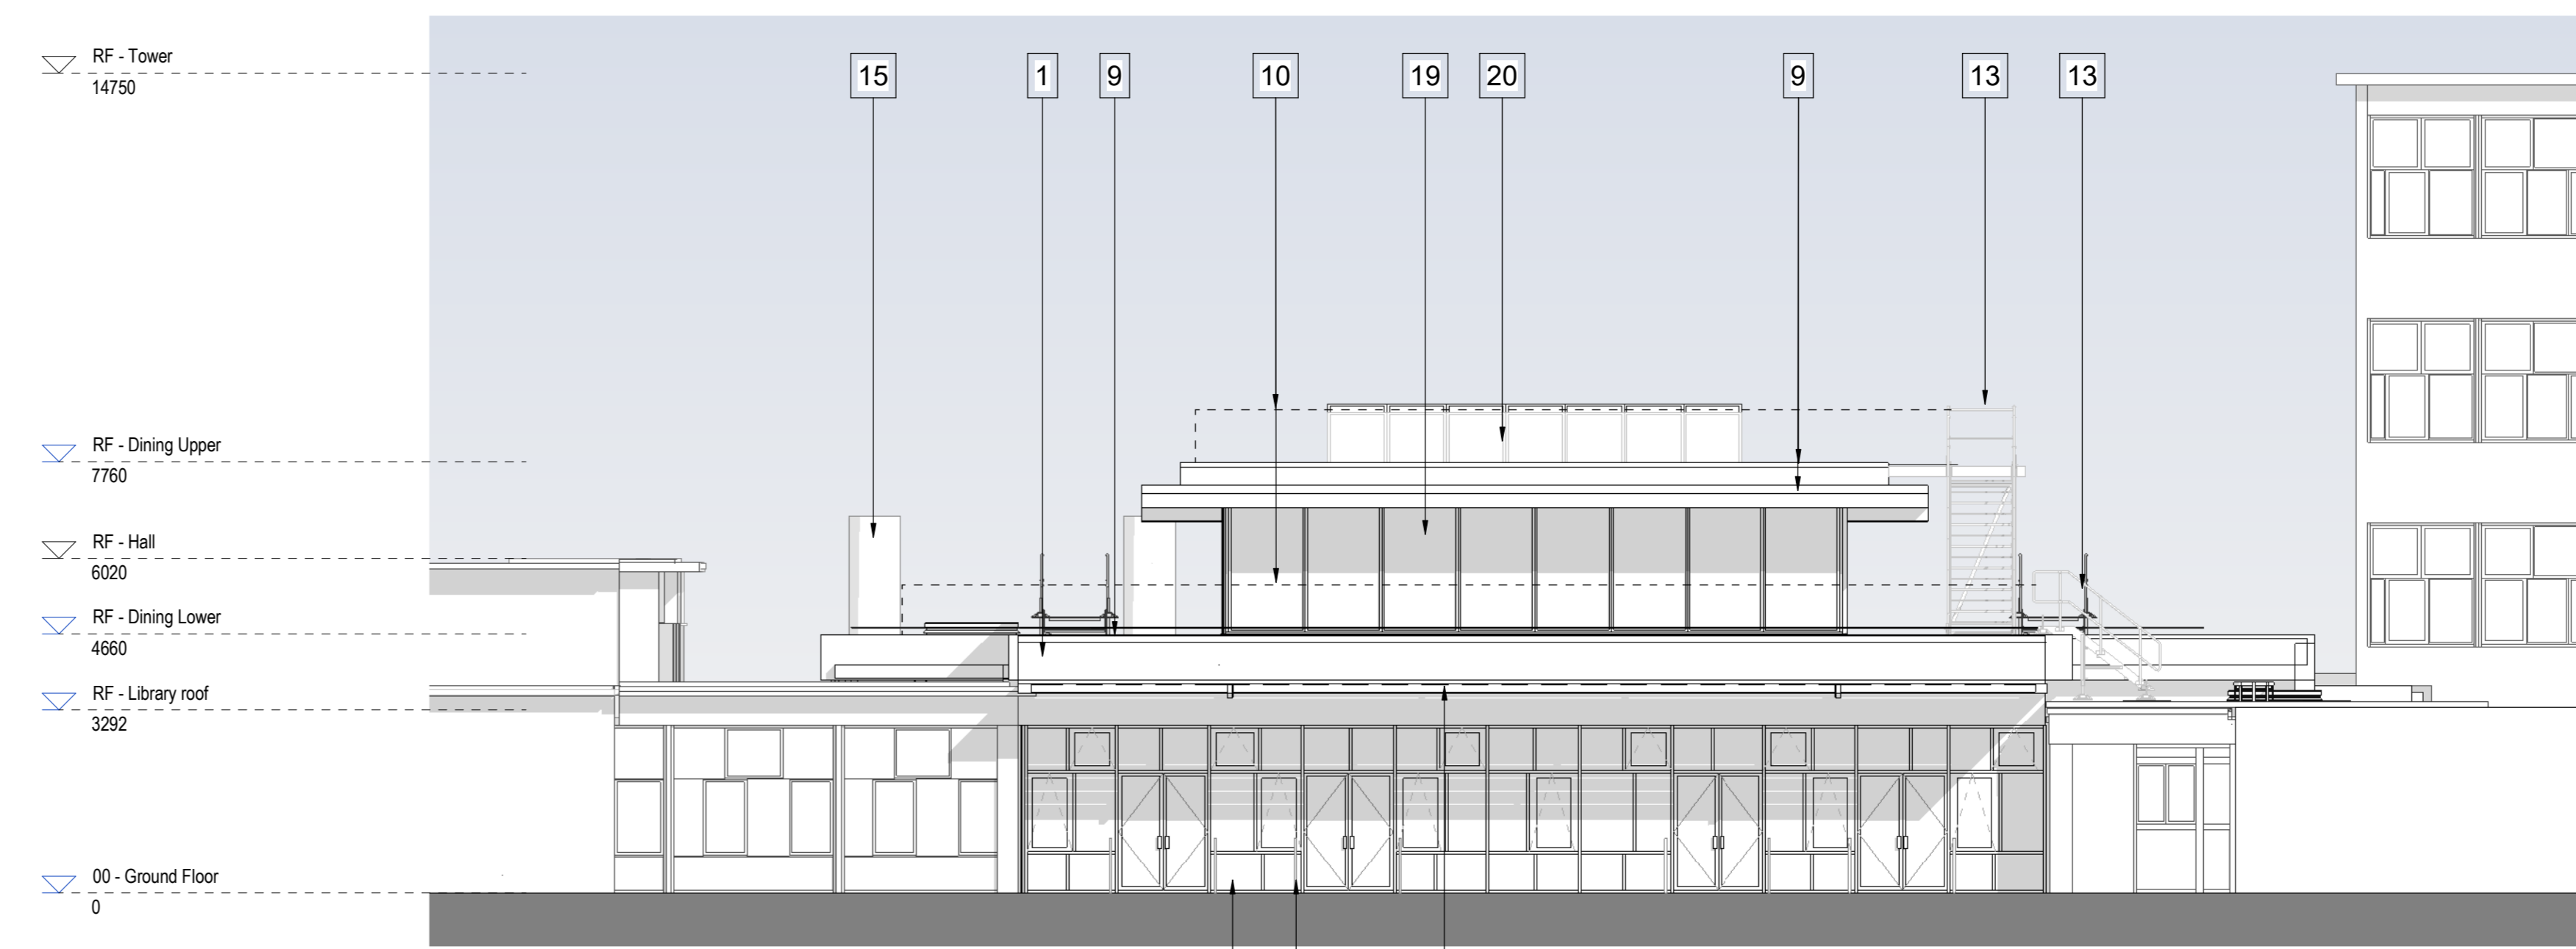 RF - Tower
14750
15
1
9
10
19
20
9
13
13
RF - Dining Upper
7760
RF - Hall
6020
RF - Dining Lower
4660
RF - Library roof
3292
00 - Ground Floor
0